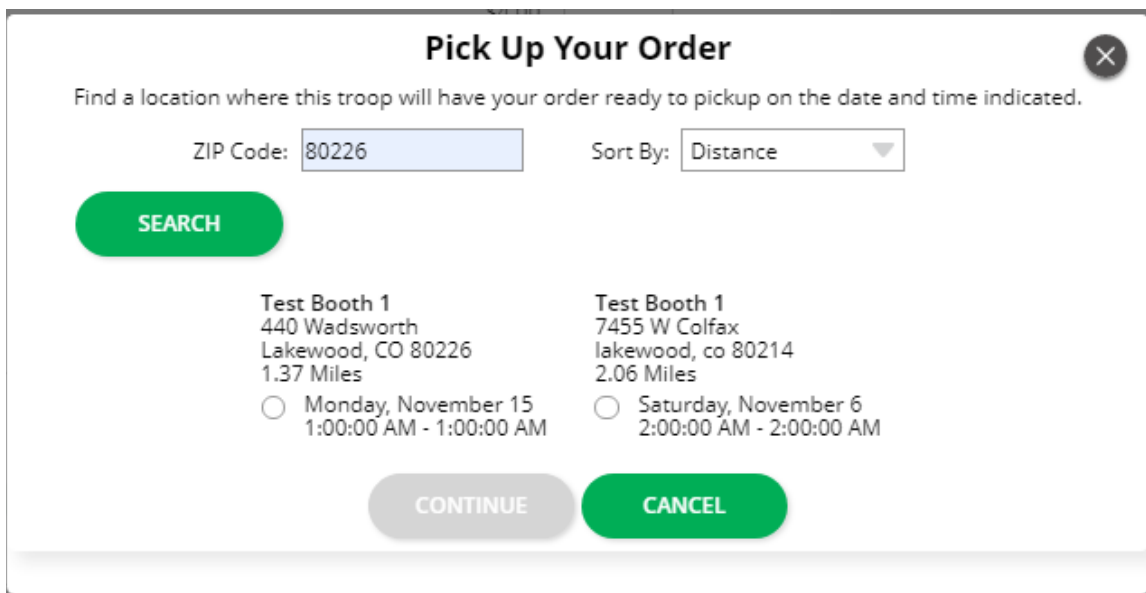 $4.00
Pick Up Your Order
Find a location where this troop will have your order ready to pickup on the date and time indicated.
ZIP Code: 80226 Sort By: Distance
SEARCH
Test Booth 1
440 Wadsworth
Lakewood, CO 80226
1.37 Miles
Monday, November 15
1:00:00 AM - 1:00:00 AM
Test Booth 1
7455 W Colfax
lakewood, co 80214
2.06 Miles
Saturday, November 6
2:00:00 AM - 2:00:00 AM
CONTINUE
CANCEL